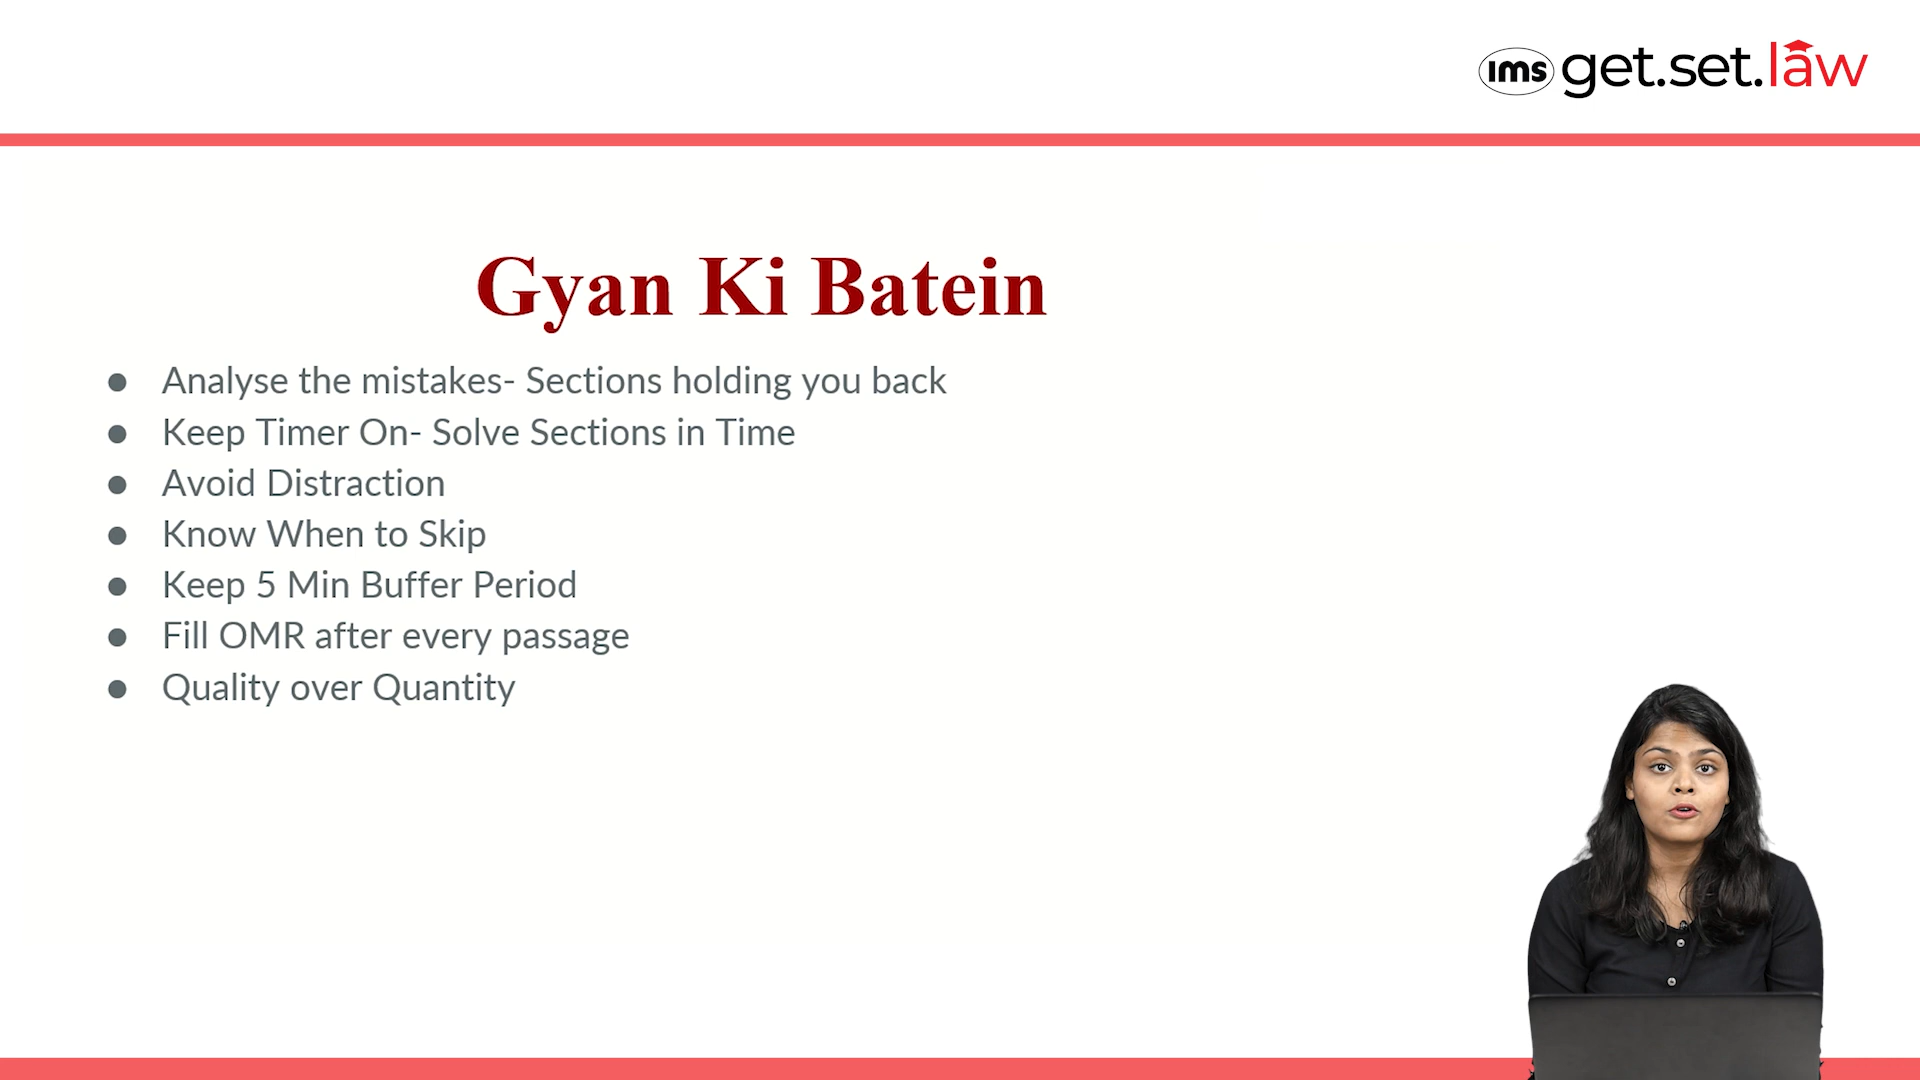 ims get.set.law
Gyan Ki Batein
● Analyse the mistakes- Sections holding you back
● Keep Timer On- Solve Sections in Time
● Avoid Distraction
● Know When to Skip
● Keep 5 Min Buffer Period
● Fill OMR after every passage
● Quality over Quantity